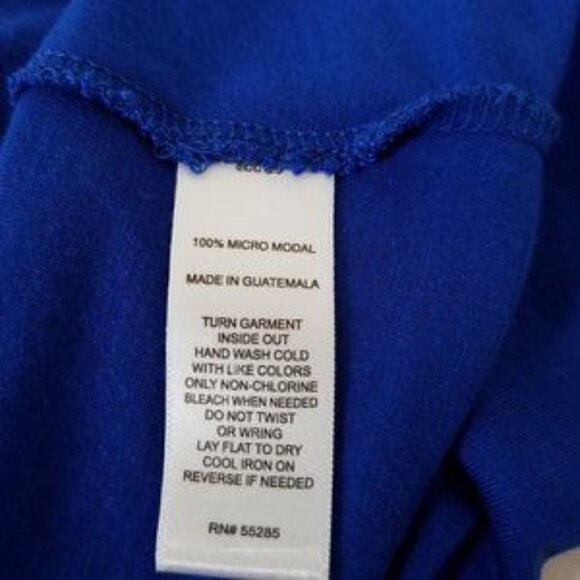 100% MICRO MODAL
MADE IN GUATEMALA
TURN GARMENT
INSIDE OUT
HAND WASH COLD
WITH LIKE COLORS
ONLY NON-CHLORINE
BLEACH WHEN NEEDED
DO NOT TWIST
OR WRING
LAY FLAT TO DRY
COOL IRON ON
REVERSE IF NEEDED
RN# 55285